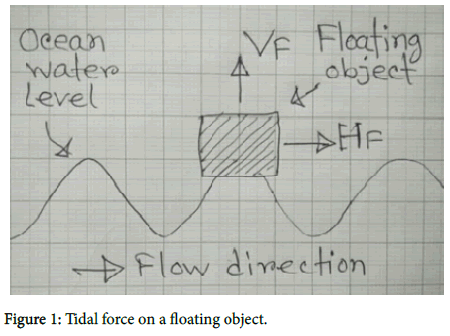 Ocean
water
Level
VF Floating
object
HF
Flow direction
Figure 1: Tidal force on a floating object.